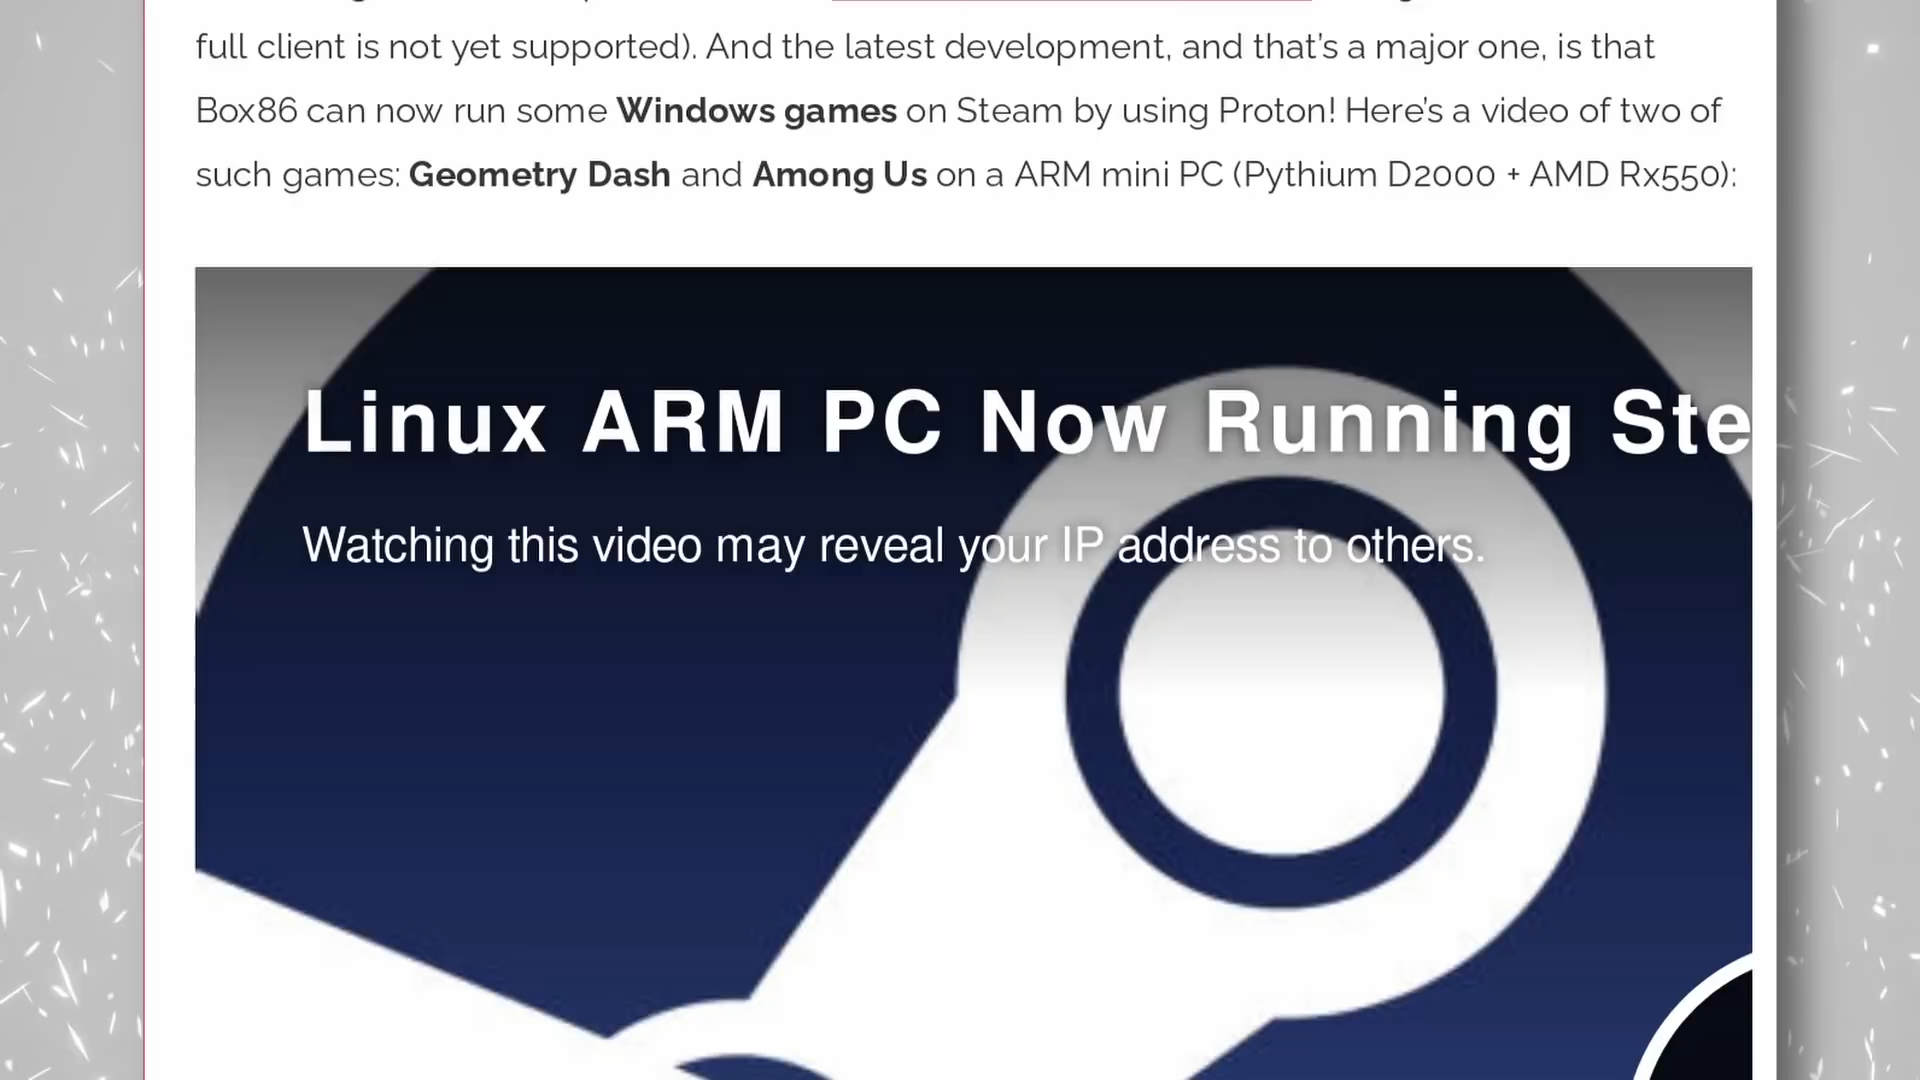 full client is not yet supported). And the latest development, and that’s a major one, is that
Box86 can now run some Windows games on Steam by using Proton! Here’s a video of two of
such games: Geometry Dash and Among Us on a ARM mini PC (Pythium D2000 + AMD Rx550):
Linux ARM PC Now Running Ste
Watching this video may reveal your IP address to others.